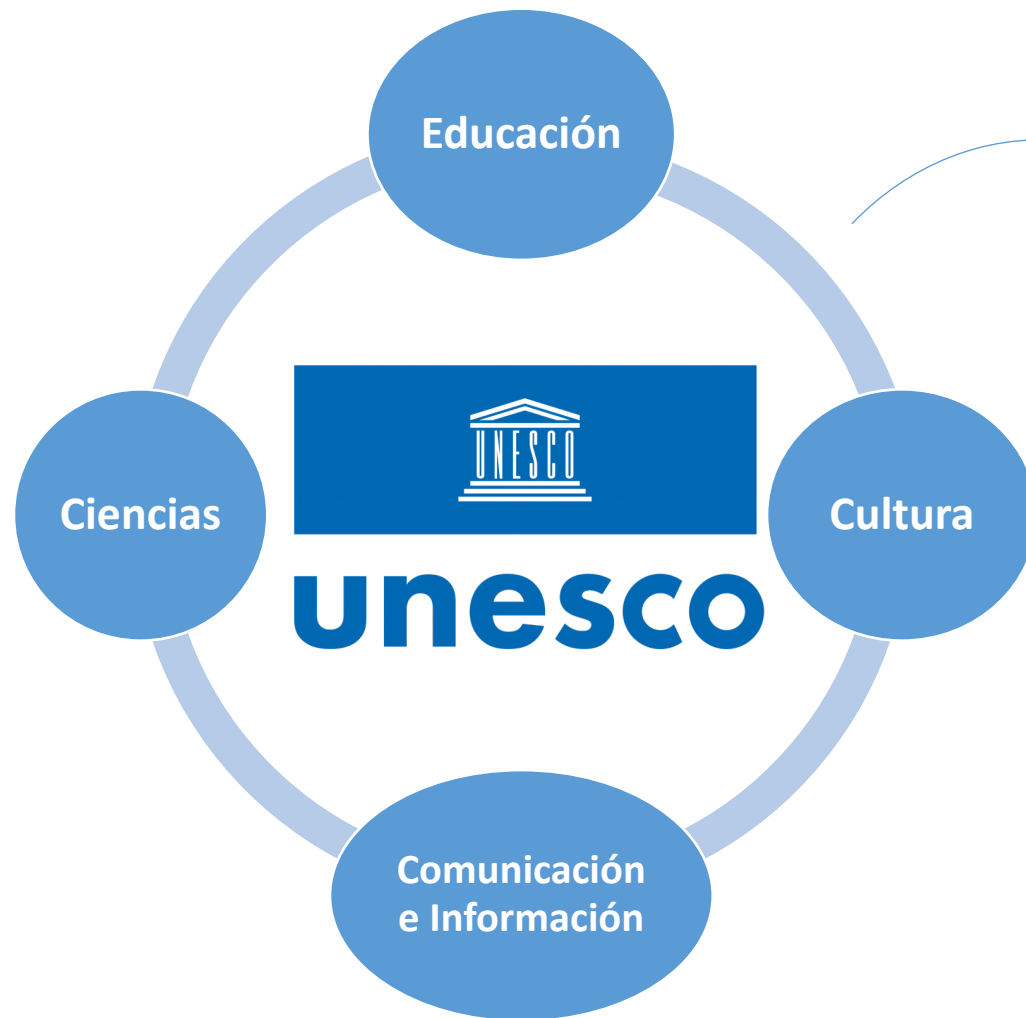 Educación
UNESCO
Ciencias
Cultura
unesco
Comunicación
e Información